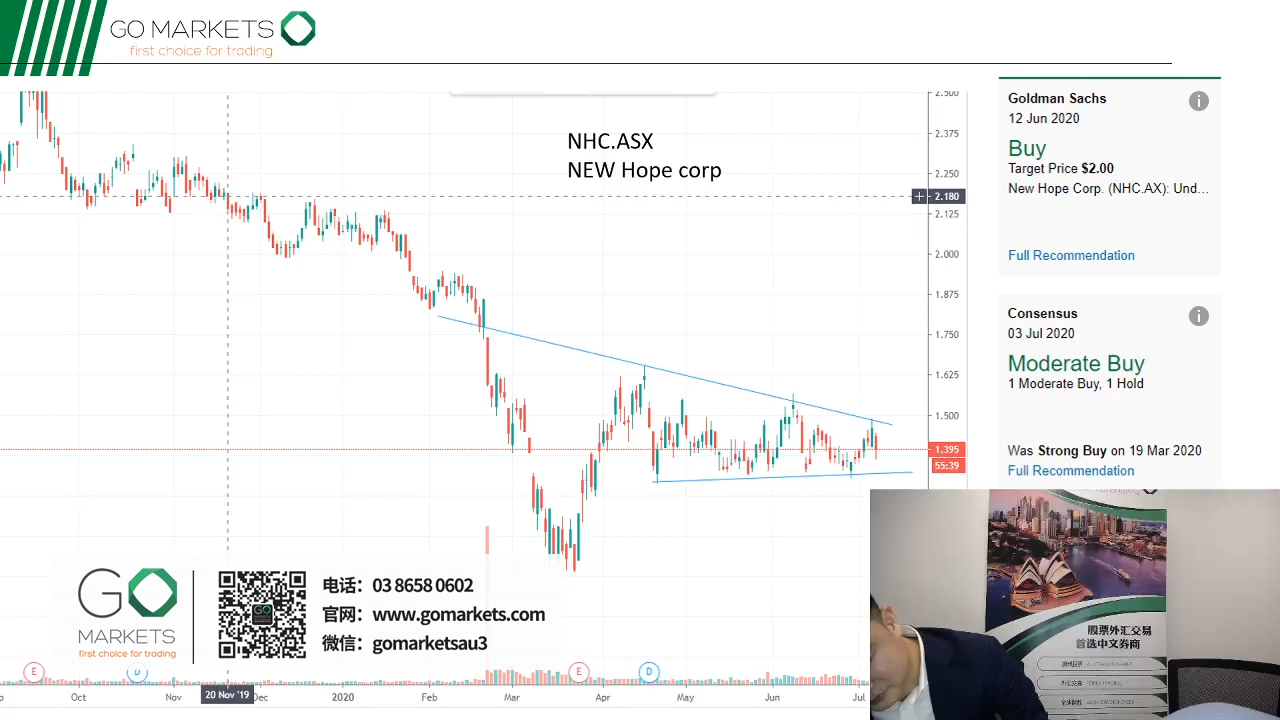 GO MARKETS
first choice for trading
NHC.ASX
NEW Hope corp
2.500
2.375
2.250
2.180
2.125
2.000
1.875
1.750
1.625
1.500
1.395
55:39
Goldman Sachs
12 Jun 2020
Buy
Target Price $2.00
New Hope Corp. (NHC.AX): Und...
Full Recommendation
Consensus
03 Jul 2020
Moderate Buy
1 Moderate Buy, 1 Hold
Was Strong Buy on 19 Mar 2020
Full Recommendation
GO
MARKETS
first choice for trading
GO
电话：03 8658 0602
官网：www.gomarkets.com
微信：gomarketsau3
股票外汇交易
首选中文券商
E D E D
Oct Nov 20 Nov '19 Dec 2020 Feb Mar Apr May Jun Jul